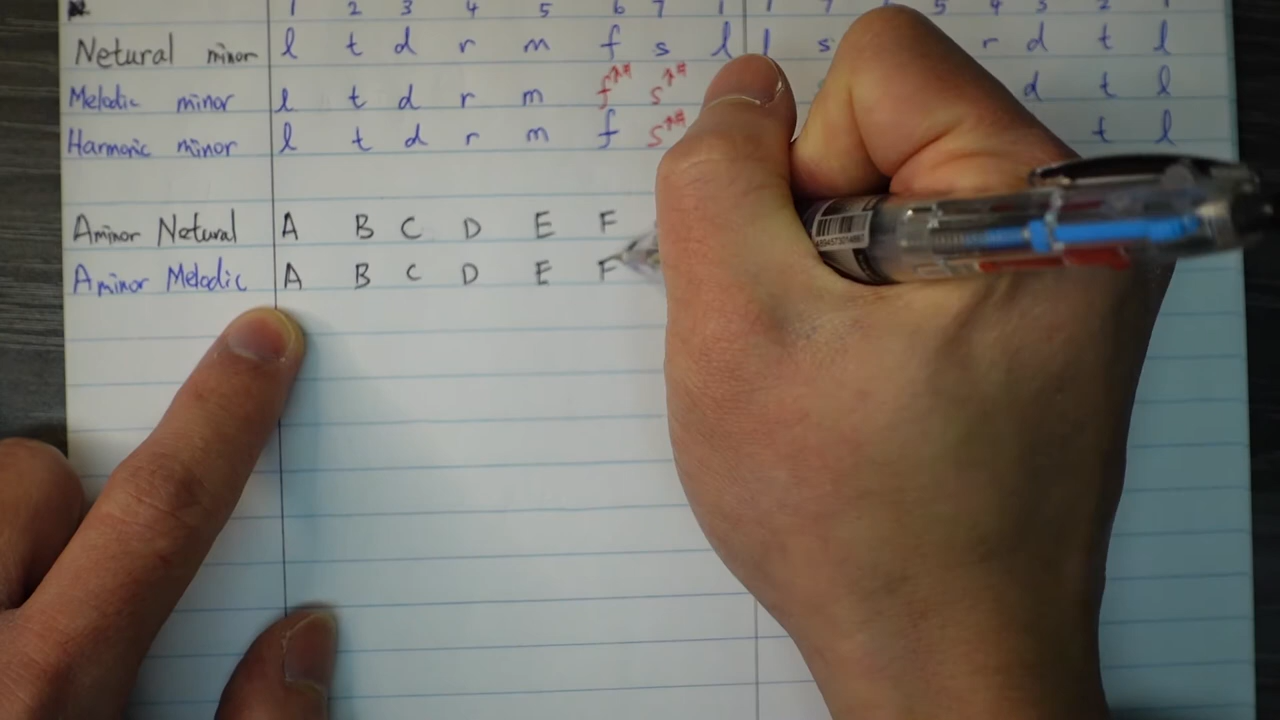 1 2 3 4 5 6 7 1 1 7 5 4 3 2 1
Netural minor l t d r m f s l l s r d t l
Melodic minor l t d r m f↑# s↑# d t l
Harmonic minor l t d r m f s↑# t l
Aminor Netural A B C D E F
Aminor Melodic A B C D E F